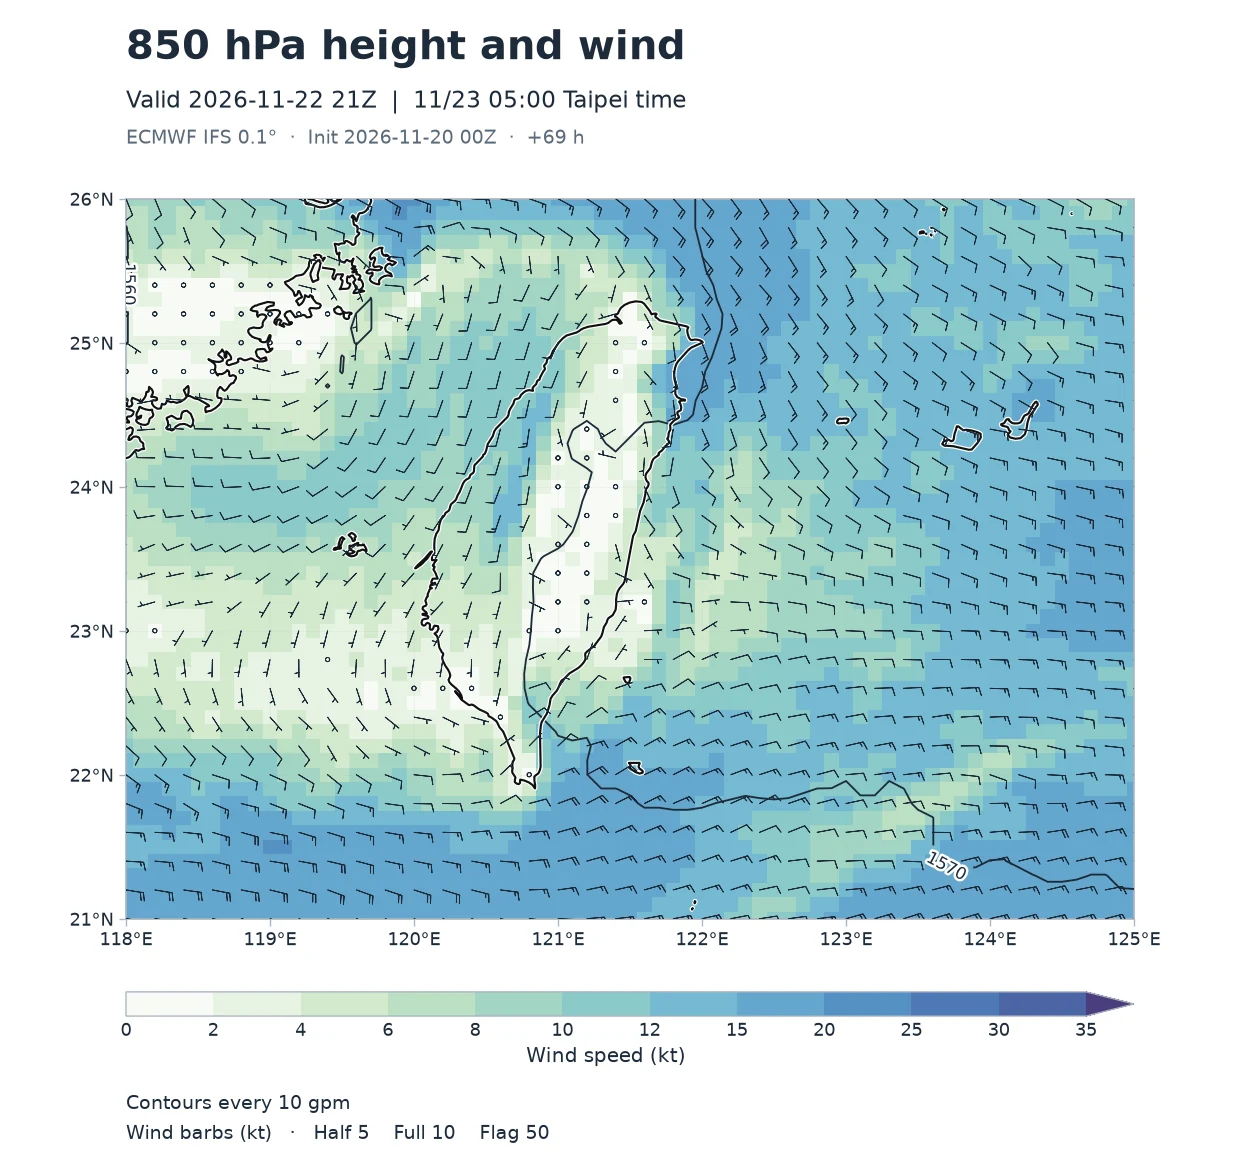 850 hPa height and wind
Valid 2026-11-22 21Z | 11/23 05:00 Taipei time
ECMWF IFS 0.1° · Init 2026-11-20 00Z · +69 h
26°N
1560
25°N
24°N
23°N
22°N
1570
21°N
118°E 119°E 120°E 121°E 122°E 123°E 124°E 125°E
0 2 4 6 8 10 12 15 20 25 30 35
Wind speed (kt)
Contours every 10 gpm
Wind barbs (kt) · Half 5 Full 10 Flag 50